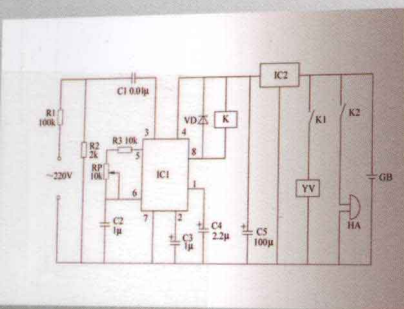 C1 0.01μ
IC2
R1
100k
VD
K
K1
K2
3
4
R2
2k
R3 10k
5
8
RP
10k
IC1
~220V
6
1
YV
GB
C2
1μ
7
2
+
C3
1μ
+
C4
2.2μ
+
C5
100μ
HA